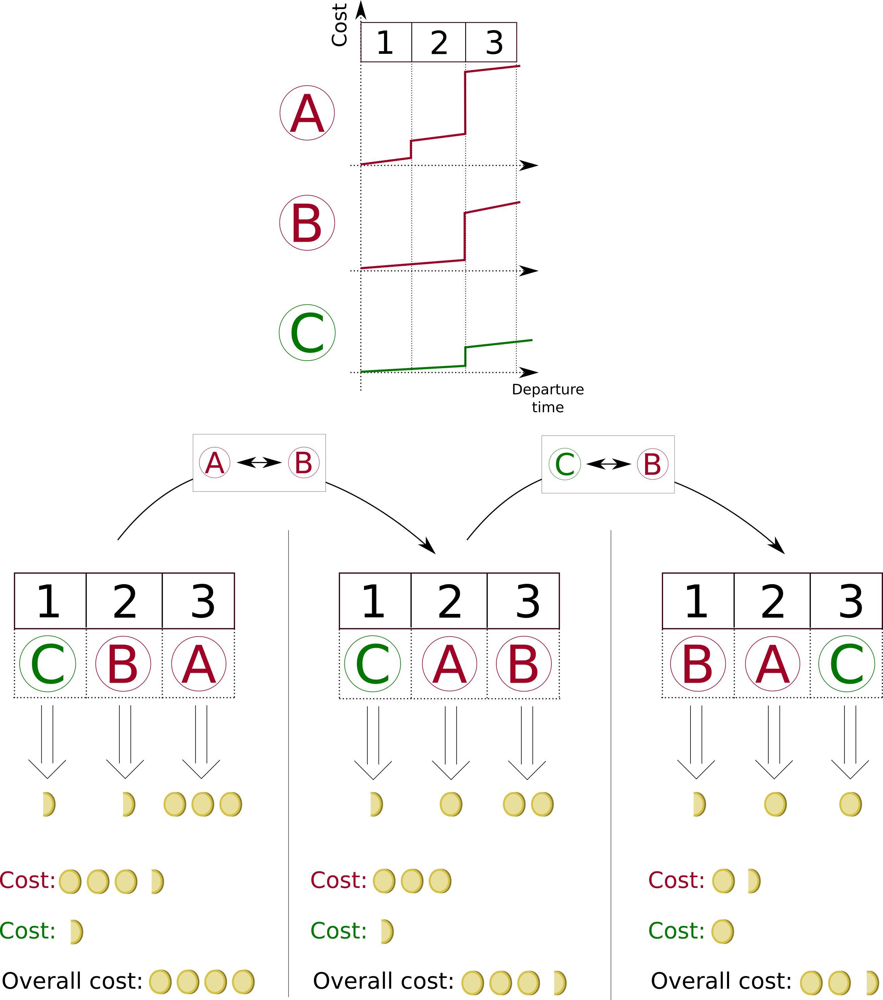 Cost
1 2 3
A
B
C
Departure
time
A B
C B
1 2 3
C B A
1 2 3
C A B
1 2 3
B A C
Cost:
Cost:
Overall cost:
Cost:
Cost:
Overall cost:
Cost:
Cost:
Overall cost: